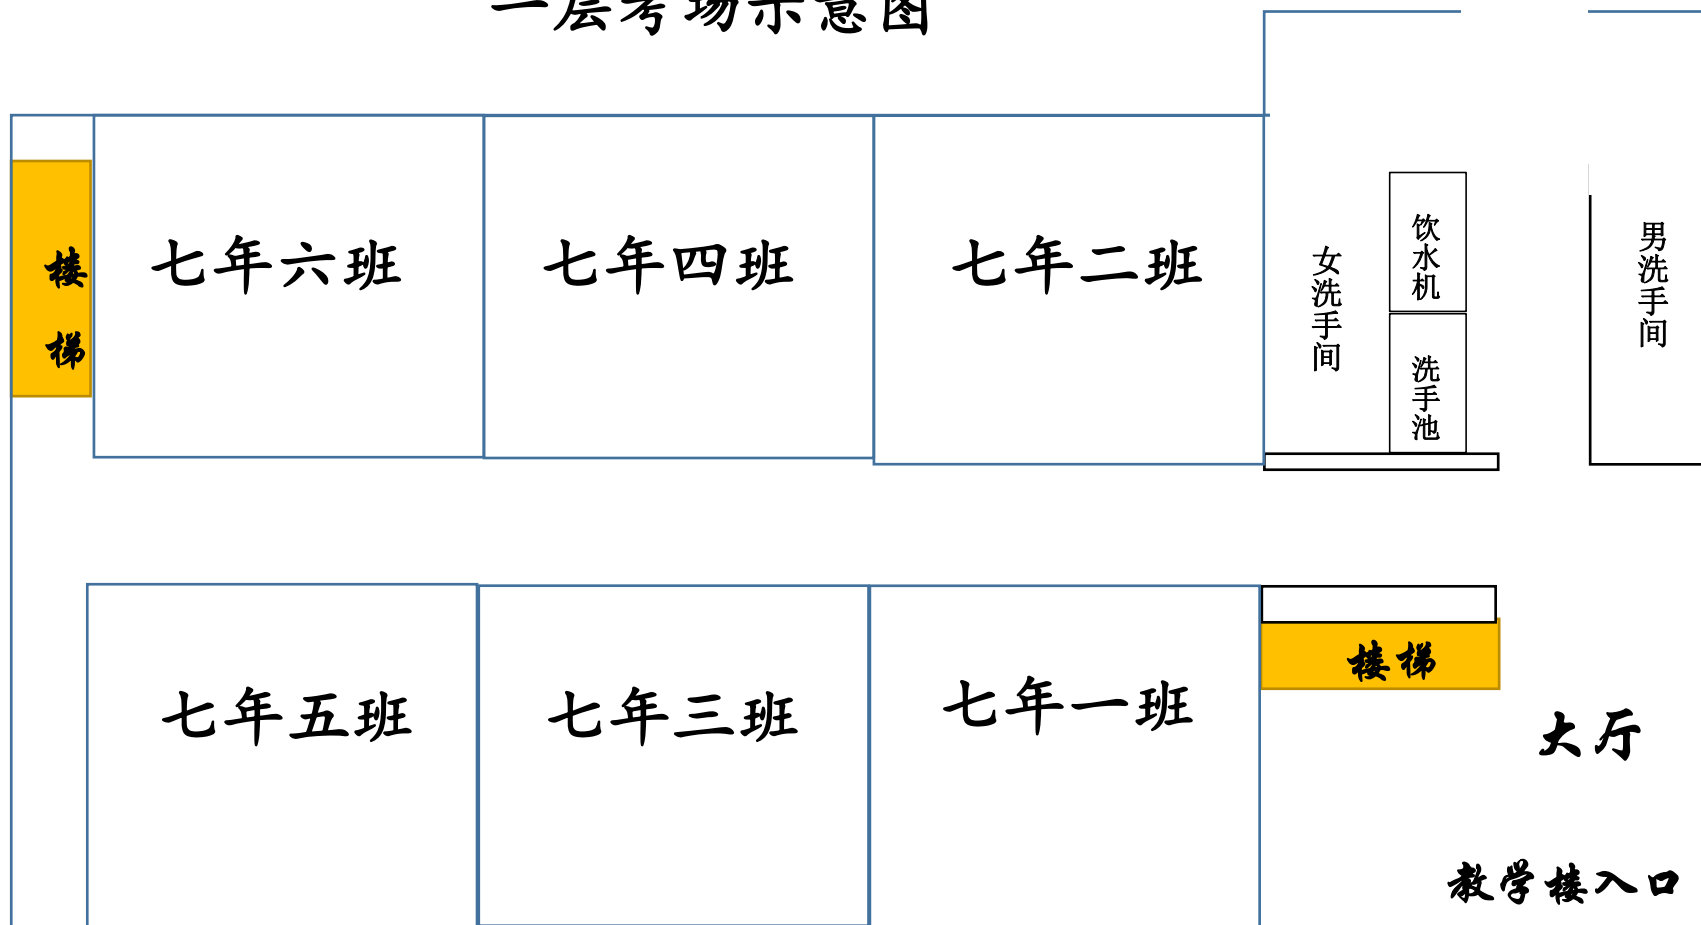 一层考场示意图
楼梯
七年六班
七年四班
七年二班
女洗手间
饮水机
洗手池
男洗手间
七年五班
七年三班
七年一班
楼梯
大厅
教学楼入口